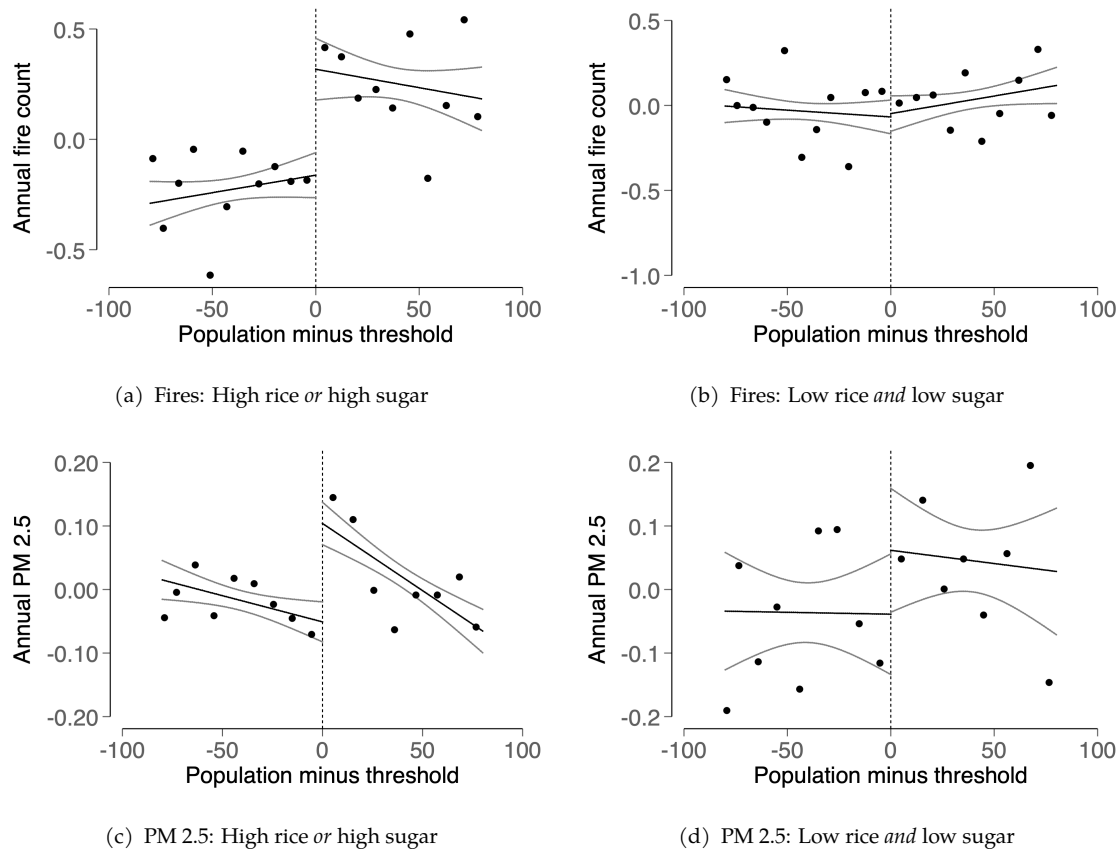 0.5
0.0
-0.5
Annual fire count
-100 -50 0 50 100
Population minus threshold
(a) Fires: High rice or high sugar
0.5
0.0
-0.5
-1.0
Annual fire count
-100 -50 0 50 100
Population minus threshold
(b) Fires: Low rice and low sugar
0.20
0.10
0.00
-0.10
-0.20
Annual PM 2.5
-100 -50 0 50 100
Population minus threshold
(c) PM 2.5: High rice or high sugar
0.2
0.1
0.0
-0.1
-0.2
Annual PM 2.5
-100 -50 0 50 100
Population minus threshold
(d) PM 2.5: Low rice and low sugar